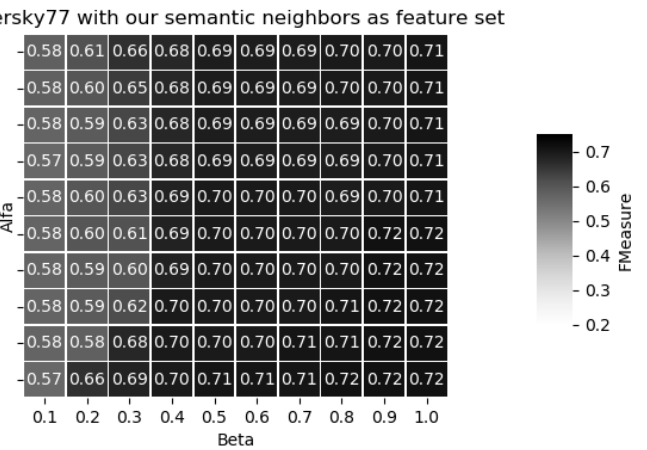 ersky77 with our semantic neighbors as feature set
0.58 0.61 0.66 0.68 0.69 0.69 0.69 0.70 0.70 0.71
0.58 0.60 0.65 0.68 0.69 0.69 0.69 0.70 0.70 0.71
0.58 0.59 0.63 0.68 0.69 0.69 0.69 0.69 0.70 0.71
0.57 0.59 0.63 0.68 0.69 0.69 0.69 0.69 0.70 0.71
0.58 0.60 0.63 0.69 0.70 0.70 0.70 0.69 0.70 0.71
0.58 0.60 0.61 0.69 0.70 0.70 0.70 0.70 0.72 0.72
0.58 0.59 0.60 0.69 0.70 0.70 0.70 0.70 0.72 0.72
0.58 0.59 0.62 0.70 0.70 0.70 0.70 0.71 0.72 0.72
0.58 0.58 0.68 0.70 0.70 0.70 0.71 0.71 0.72 0.72
0.57 0.66 0.69 0.70 0.71 0.71 0.71 0.72 0.72 0.72
Alfa
0.1 0.2 0.3 0.4 0.5 0.6 0.7 0.8 0.9 1.0
Beta
0.7
0.6
0.5
0.4
0.3
0.2
FMeasure